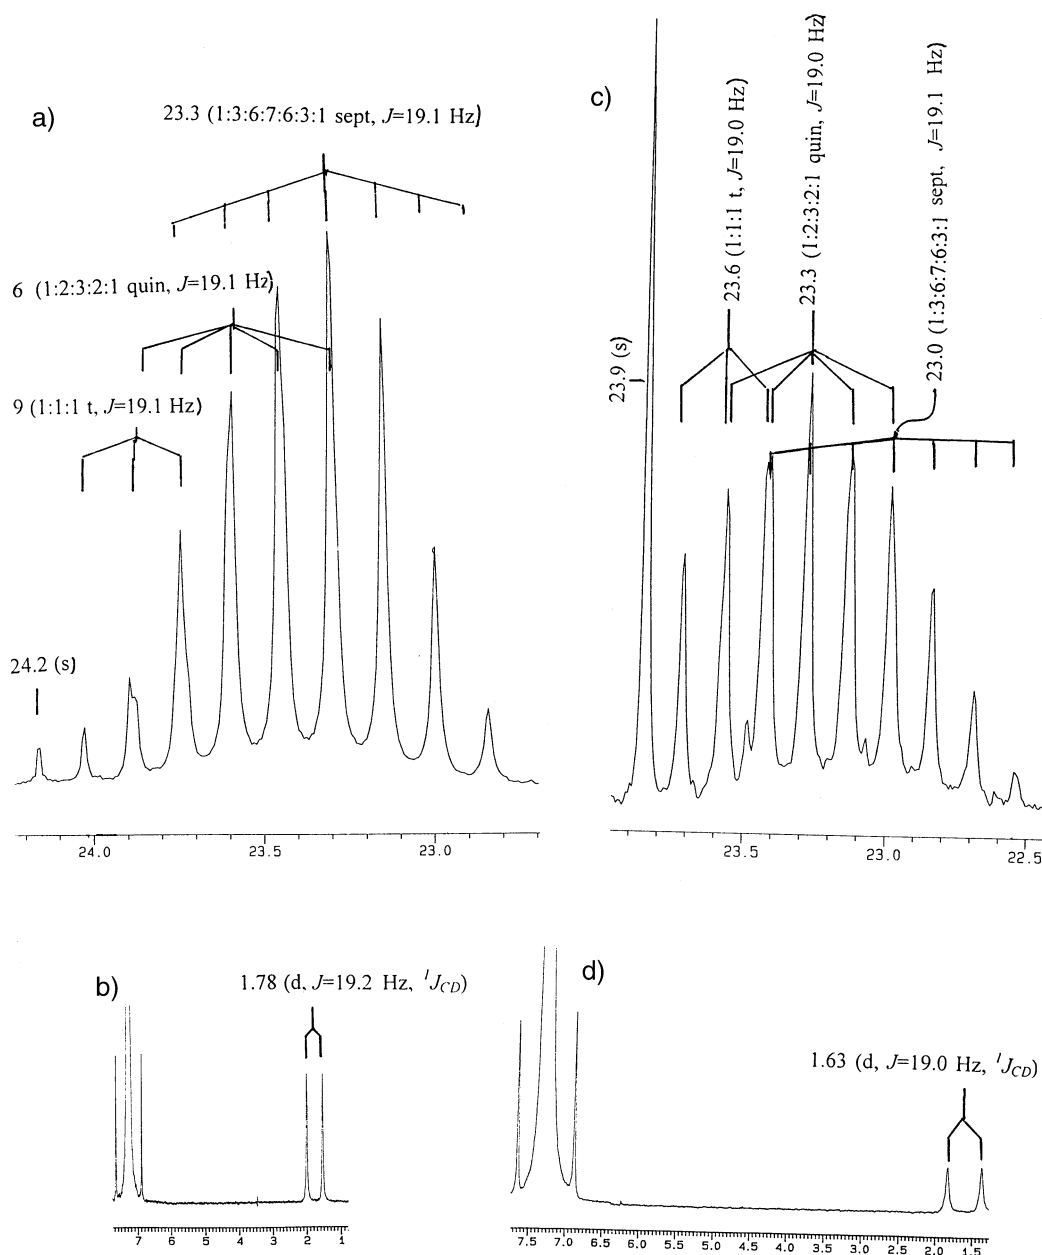 a)
23.3 (1:3:6:7:6:3:1 sept, J=19.1 Hz)
6 (1:2:3:2:1 quin, J=19.1 Hz)
9 (1:1:1 t, J=19.1 Hz)
24.2 (s)
24.0 23.5 23.0
c)
23.9 (s)
23.6 (1:1:1 t, J=19.0 Hz)
23.3 (1:2:3:2:1 quin, J=19.0 Hz)
23.0 (1:3:6:7:6:3:1 sept, J=19.1 Hz)
23.5 23.0 22.5
b)
1.78 (d, J=19.2 Hz, ¹J_CD)
7 6 5 4 3 2 1
d)
1.63 (d, J=19.0 Hz, ¹J_CD)
7.5 7.0 6.5 6.0 5.5 5.0 4.5 4.0 3.5 3.0 2.5 2.0 1.5